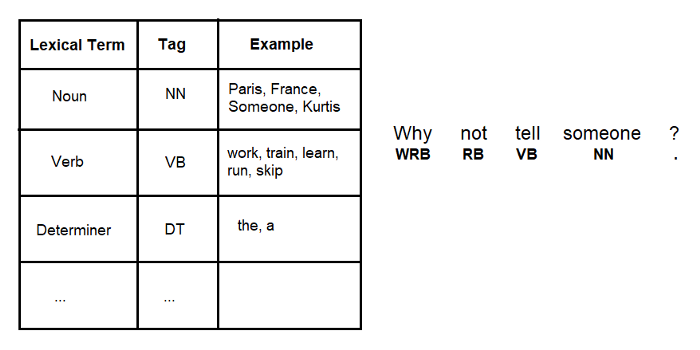 Lexical Term Tag Example
Noun NN Paris, France,
Someone, Kurtis
Verb VB work, train, learn,
run, skip
Determiner DT the, a
... ...
Why not tell someone ?
WRB RB VB NN .